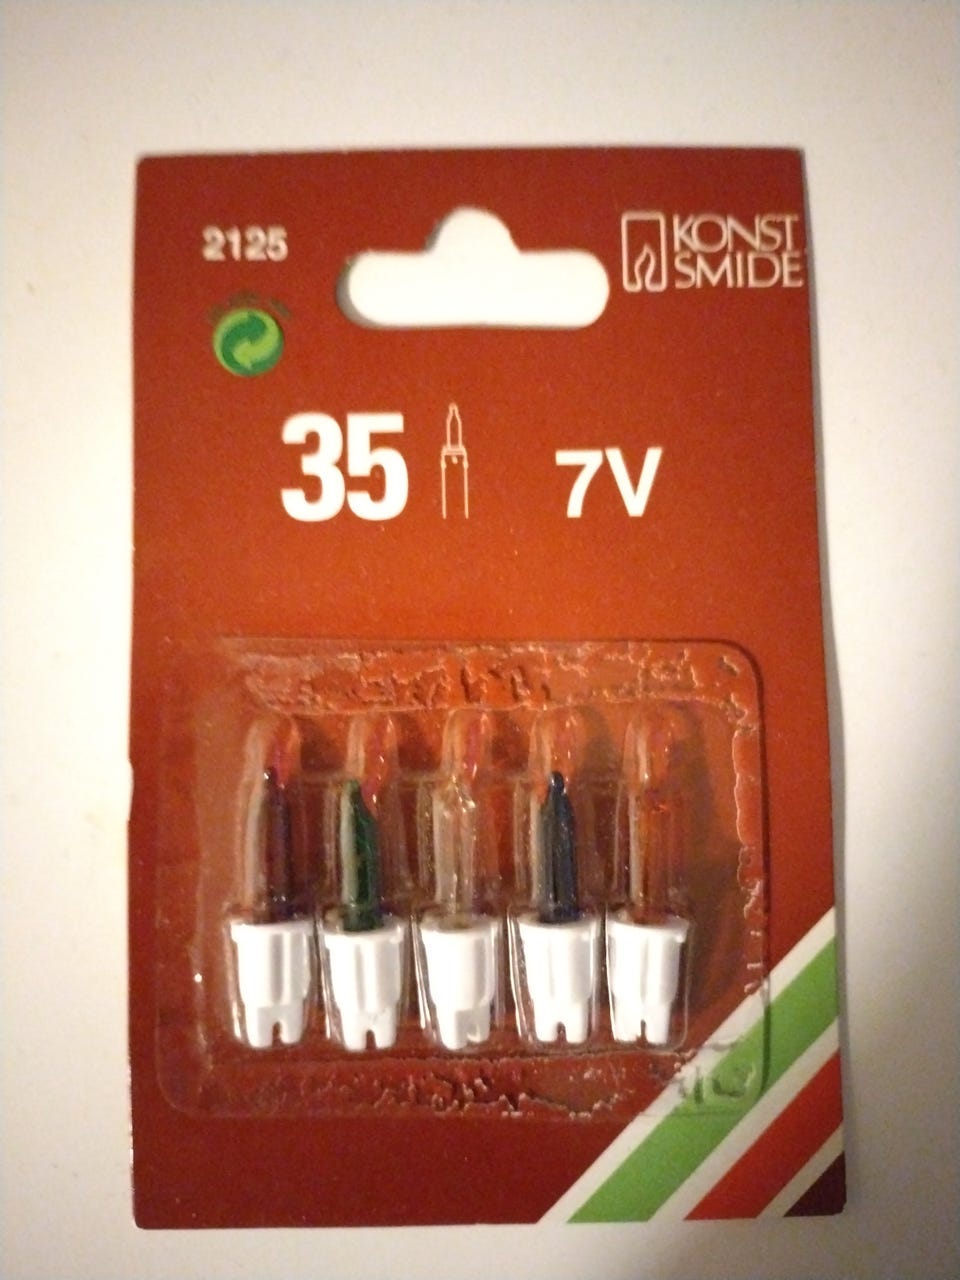 2125
KONST
SMIDE
35 7V